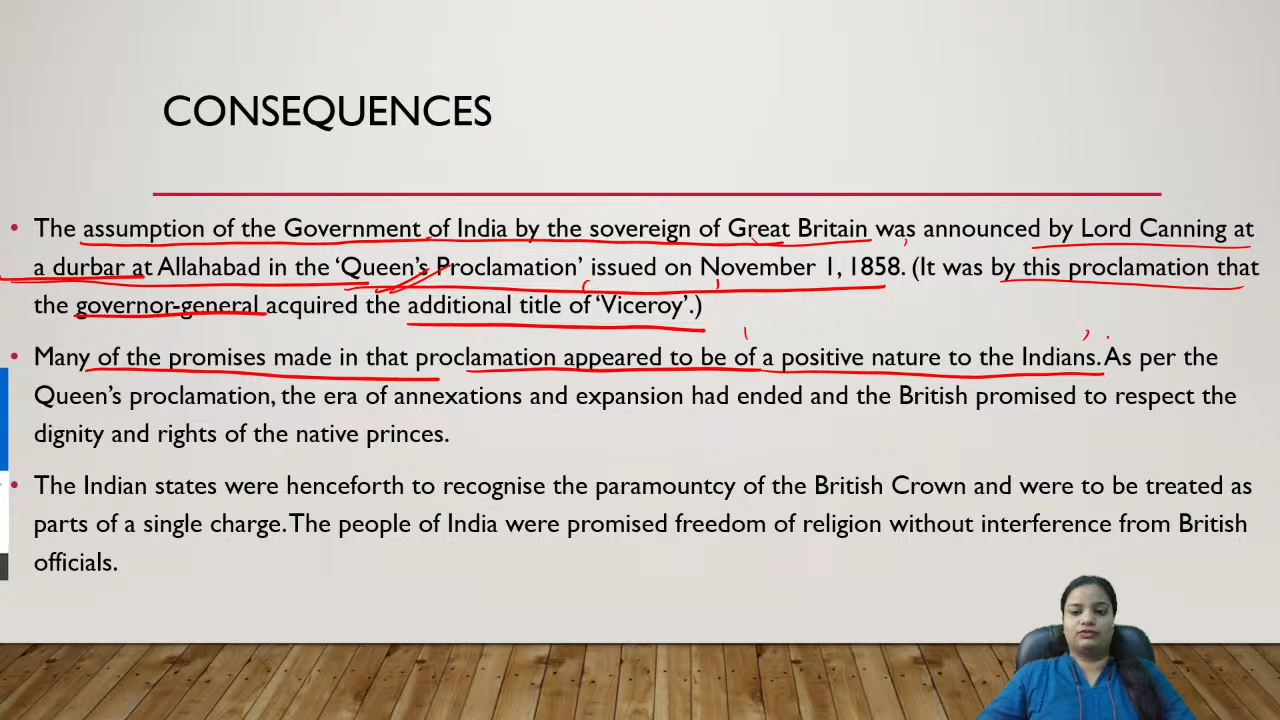 CONSEQUENCES
• The assumption of the Government of India by the sovereign of Great Britain was announced by Lord Canning at
a durbar at Allahabad in the ‘Queen’s Proclamation’ issued on November 1, 1858. (It was by this proclamation that
the governor-general acquired the additional title of ‘Viceroy’.)
• Many of the promises made in that proclamation appeared to be of a positive nature to the Indians. As per the
Queen’s proclamation, the era of annexations and expansion had ended and the British promised to respect the
dignity and rights of the native princes.
• The Indian states were henceforth to recognise the paramountcy of the British Crown and were to be treated as
parts of a single charge. The people of India were promised freedom of religion without interference from British
officials.